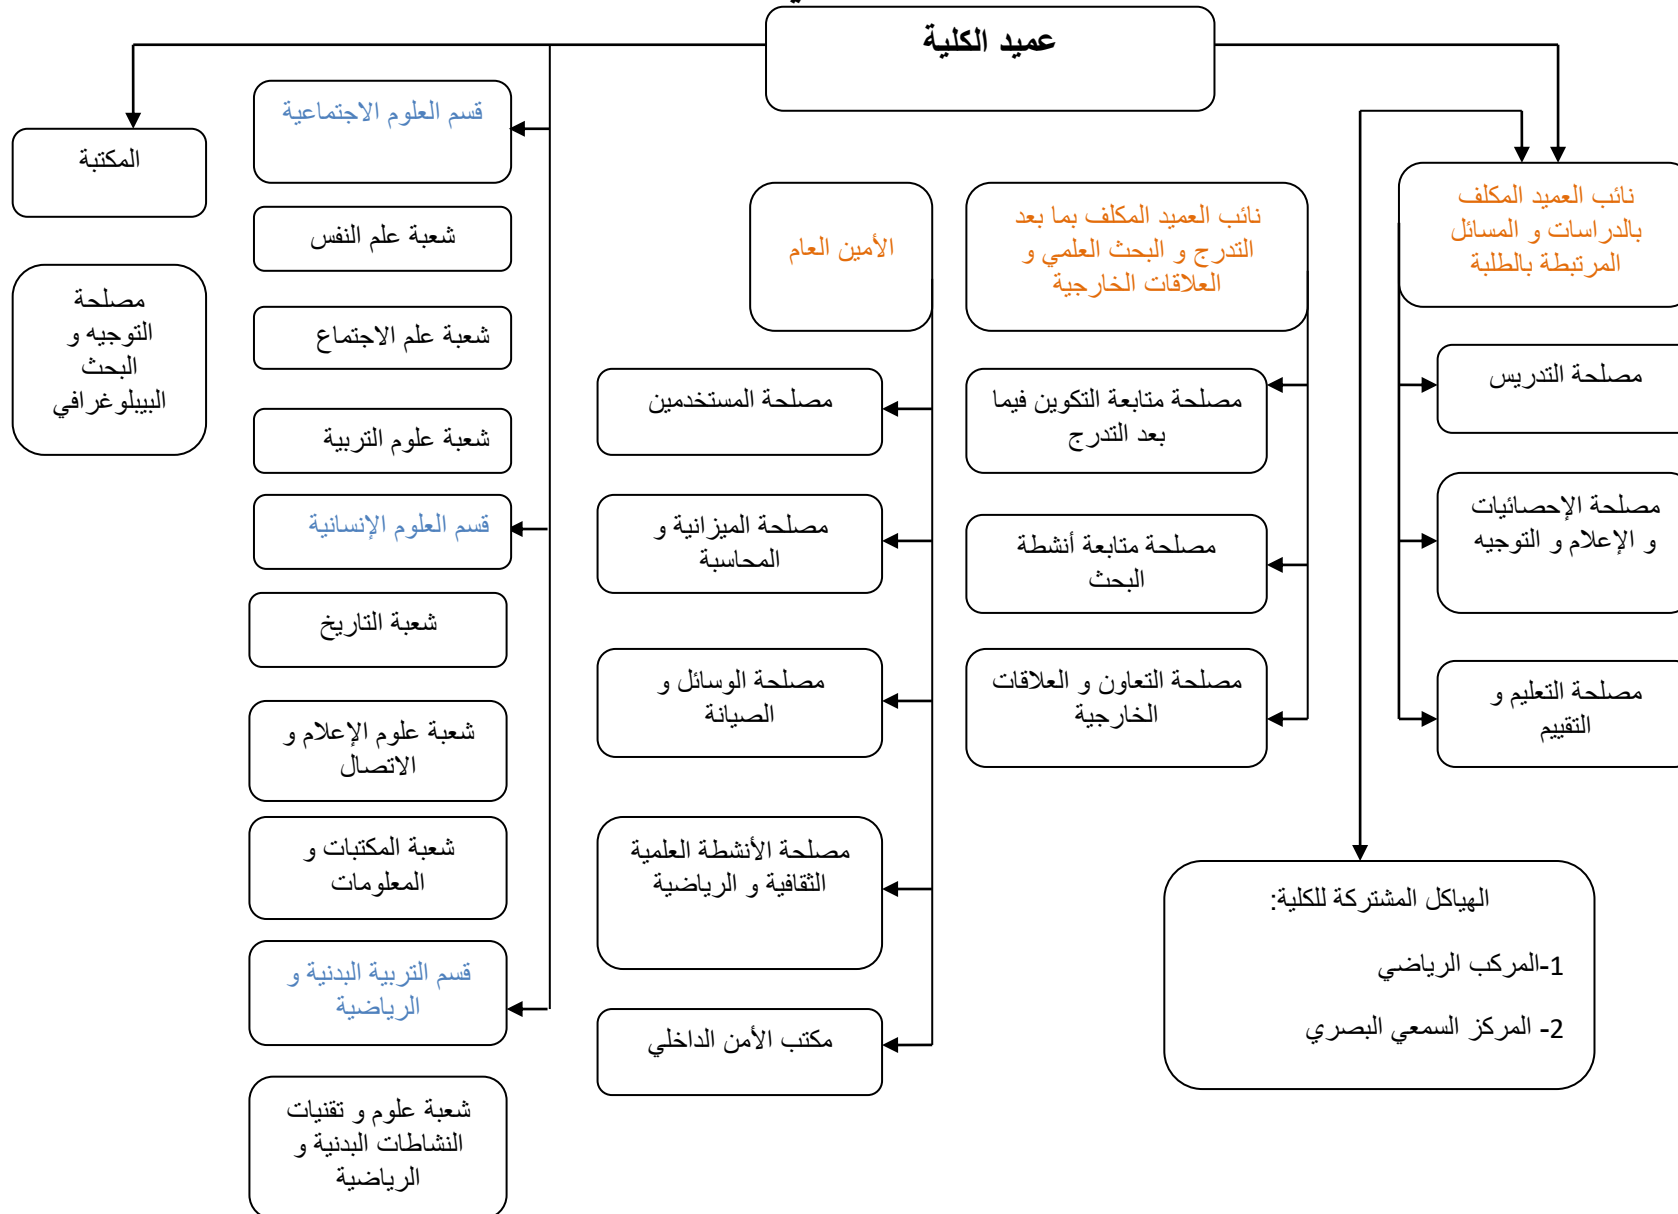 عميد الكلية
نائب العميد المكلف
بالدراسات و المسائل
المرتبطة بالطلبة
مصلحة التدريس
مصلحة الإحصائيات
و الإعلام و التوجيه
مصلحة التعليم و
التقييم
نائب العميد المكلف بما بعد
التدرج و البحث العلمي و
العلاقات الخارجية
مصلحة متابعة التكوين فيما
بعد التدرج
مصلحة متابعة أنشطة
البحث
مصلحة التعاون و العلاقات
الخارجية
الهياكل المشتركة للكلية:
1-المركب الرياضي
2- المركز السمعي البصري
الأمين العام
مصلحة المستخدمين
مصلحة الميزانية و
المحاسبة
مصلحة الوسائل و
الصيانة
مصلحة الأنشطة العلمية
الثقافية و الرياضية
مكتب الأمن الداخلي
قسم العلوم الاجتماعية
شعبة علم النفس
شعبة علم الاجتماع
شعبة علوم التربية
قسم العلوم الإنسانية
شعبة التاريخ
شعبة علوم الإعلام و
الاتصال
شعبة المكتبات و
المعلومات
قسم التربية البدنية و
الرياضية
شعبة علوم و تقنيات
النشاطات البدنية و
الرياضية
المكتبة
مصلحة
التوجيه و
البحث
البيبلوغرافي